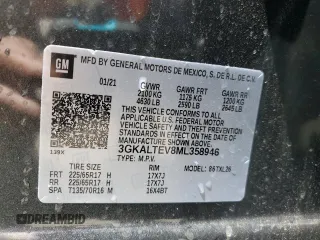 GM
MFD BY GENERAL MOTORS DE MEXICO, S. DE R.L. DE C.V.
01/21 GVWR GAWR FRT GAWR RR
2100 KG 1175 KG 1200 KG
4630 LB 2590 LB 2645 LB
THIS VEHICLE CONFORMS TO ALL APPLICABLE
U.S. FEDERAL MOTOR VEHICLE SAFETY
STANDARDS IN EFFECT ON THE DATE OF
MANUFACTURE SHOWN ABOVE.
3GKALTEV8ML358946
TYPE: M.P.V. MODEL:
TIRE SIZE RIM
FRT 225/65R17 H 17X7J
RR 225/65R17 H 17X7J
SPA T135/70R16 M 16X4BT
DREAMBID